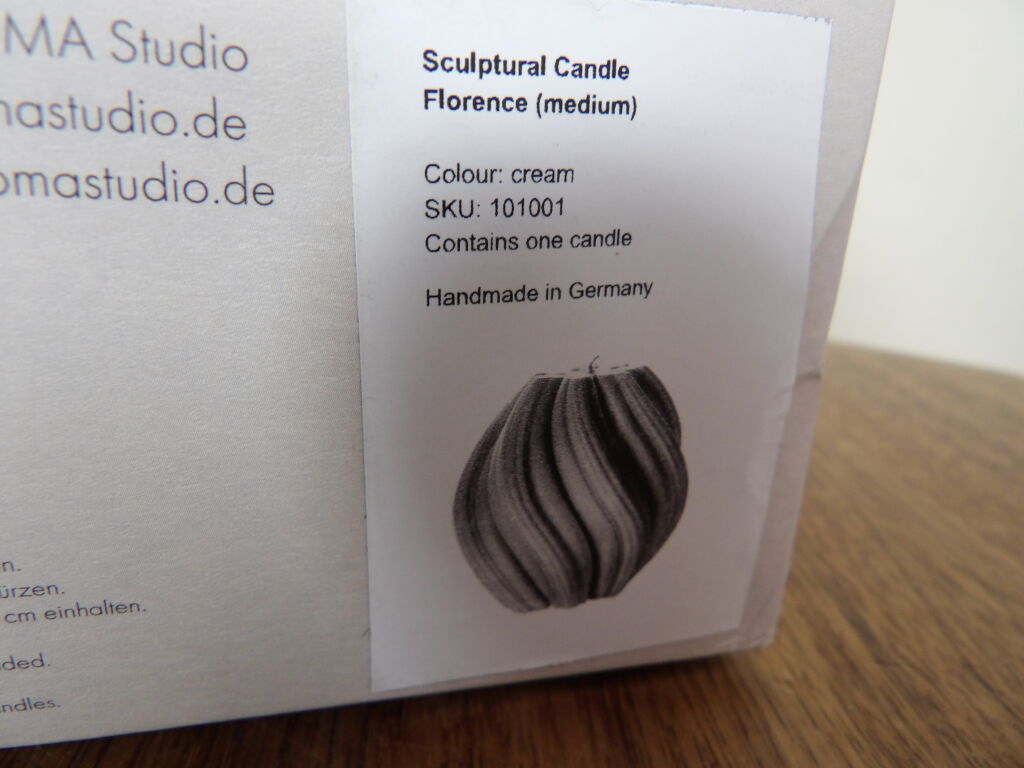 MA Studio
mastudio.de
omastudio.de
n.
ürzen.
cm einhalten.
ded.
ndles.
Sculptural Candle
Florence (medium)
Colour: cream
SKU: 101001
Contains one candle
Handmade in Germany